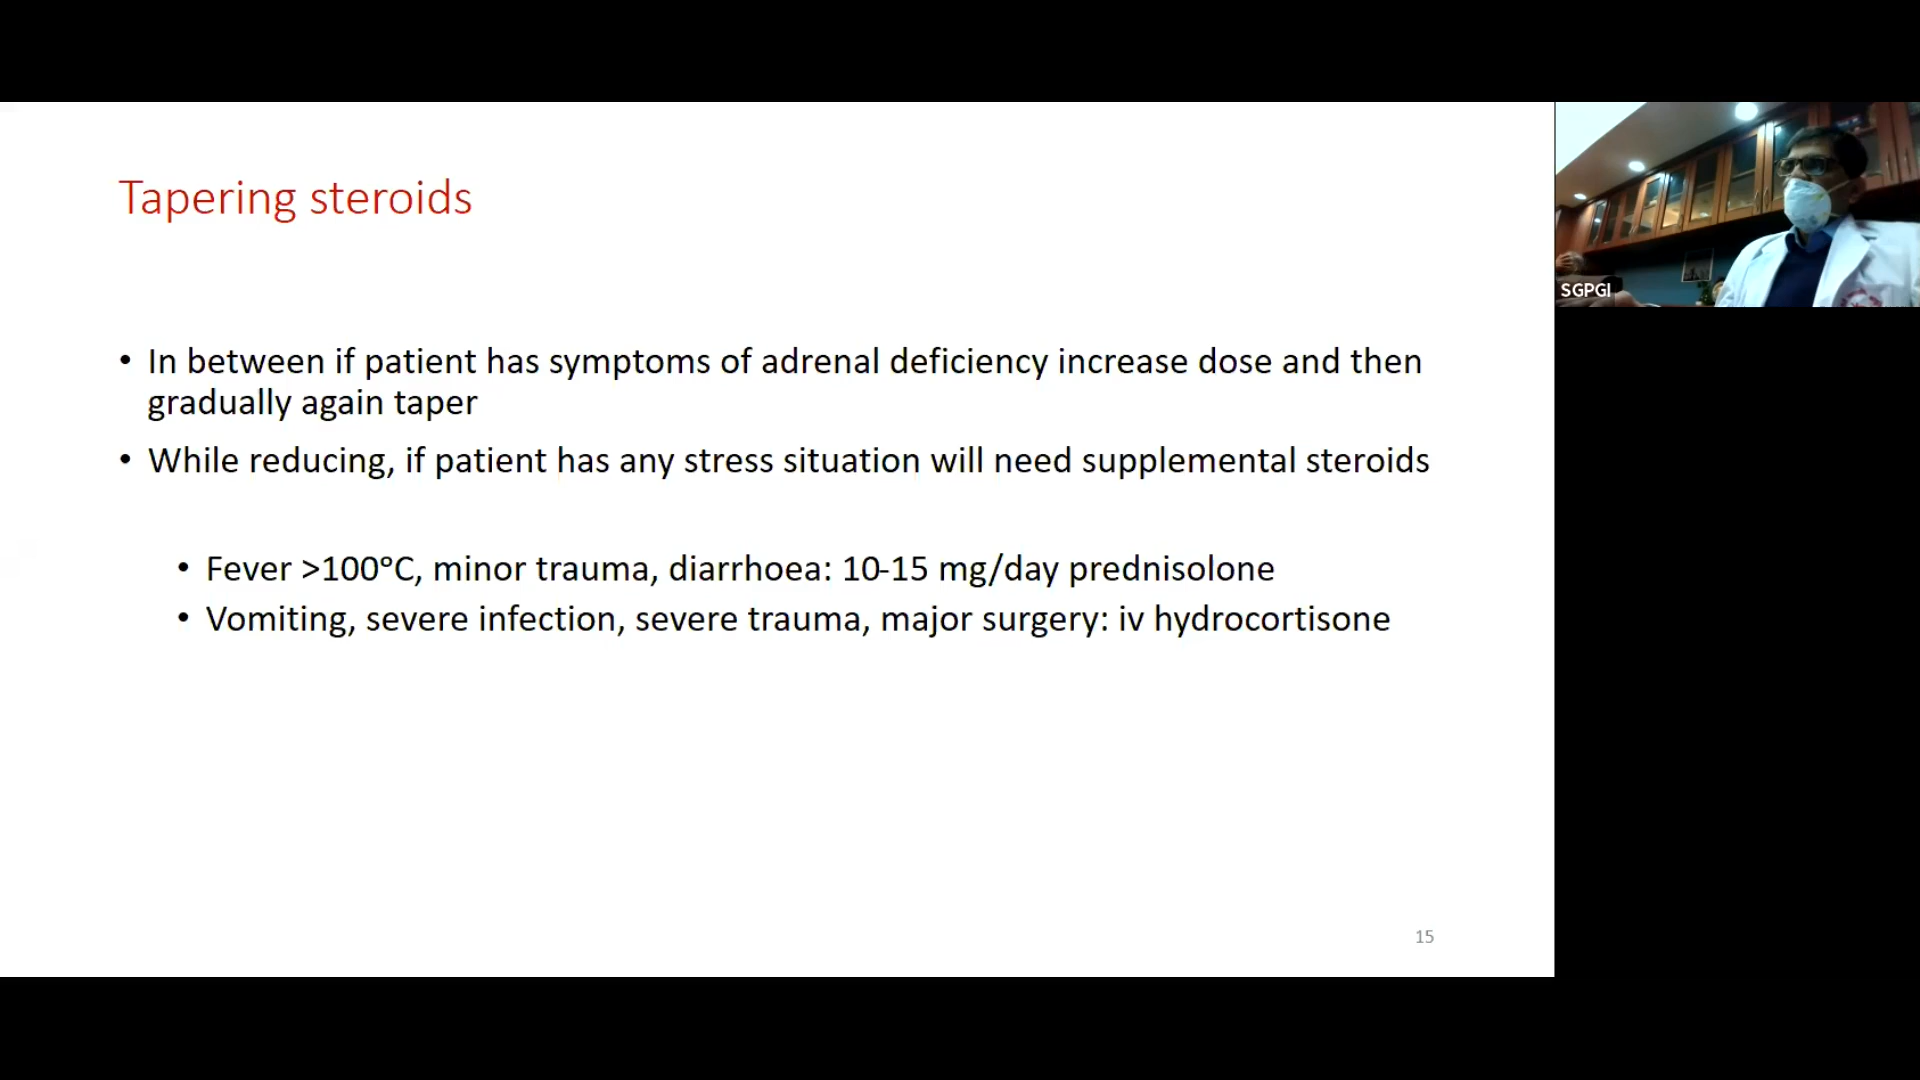 Tapering steroids
SGPGI
• In between if patient has symptoms of adrenal deficiency increase dose and then
gradually again taper
• While reducing, if patient has any stress situation will need supplemental steroids
• Fever >100°C, minor trauma, diarrhoea: 10-15 mg/day prednisolone
• Vomiting, severe infection, severe trauma, major surgery: iv hydrocortisone
15